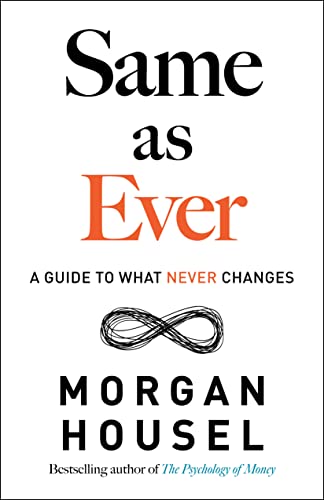 Same
as
Ever
A GUIDE TO WHAT NEVER CHANGES
MORGAN
HOUSEL
Bestselling author of The Psychology of Money